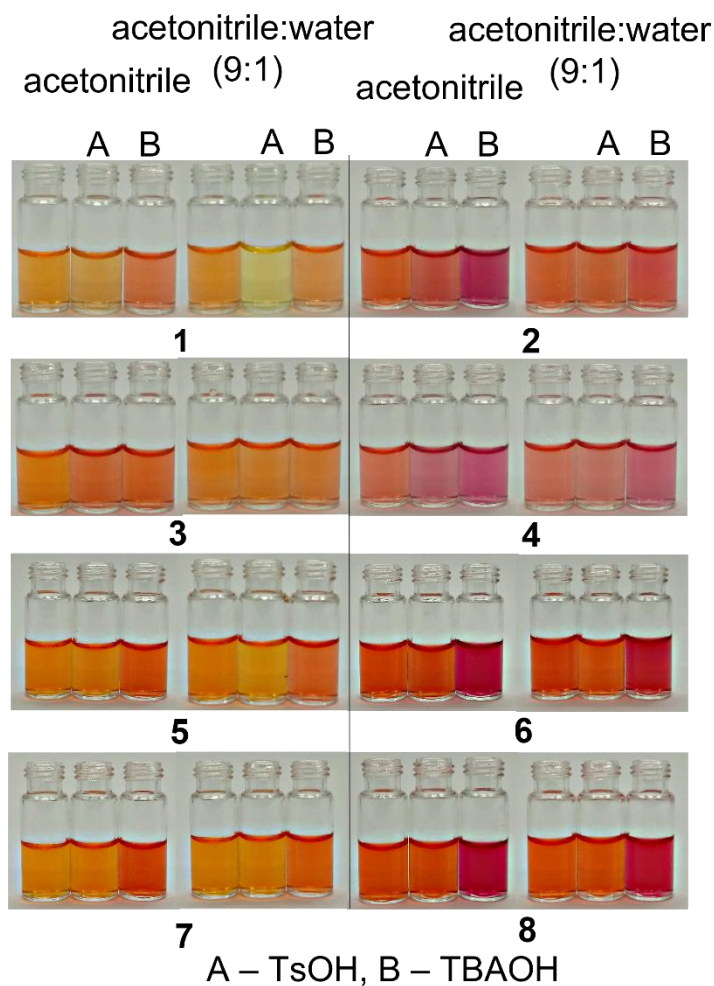 acetonitrile:water
(9:1)
acetonitrile
acetonitrile:water
(9:1)
acetonitrile
A B A B A B A B
1 2
3 4
5 6
7 8
A – TsOH, B – TBAOH